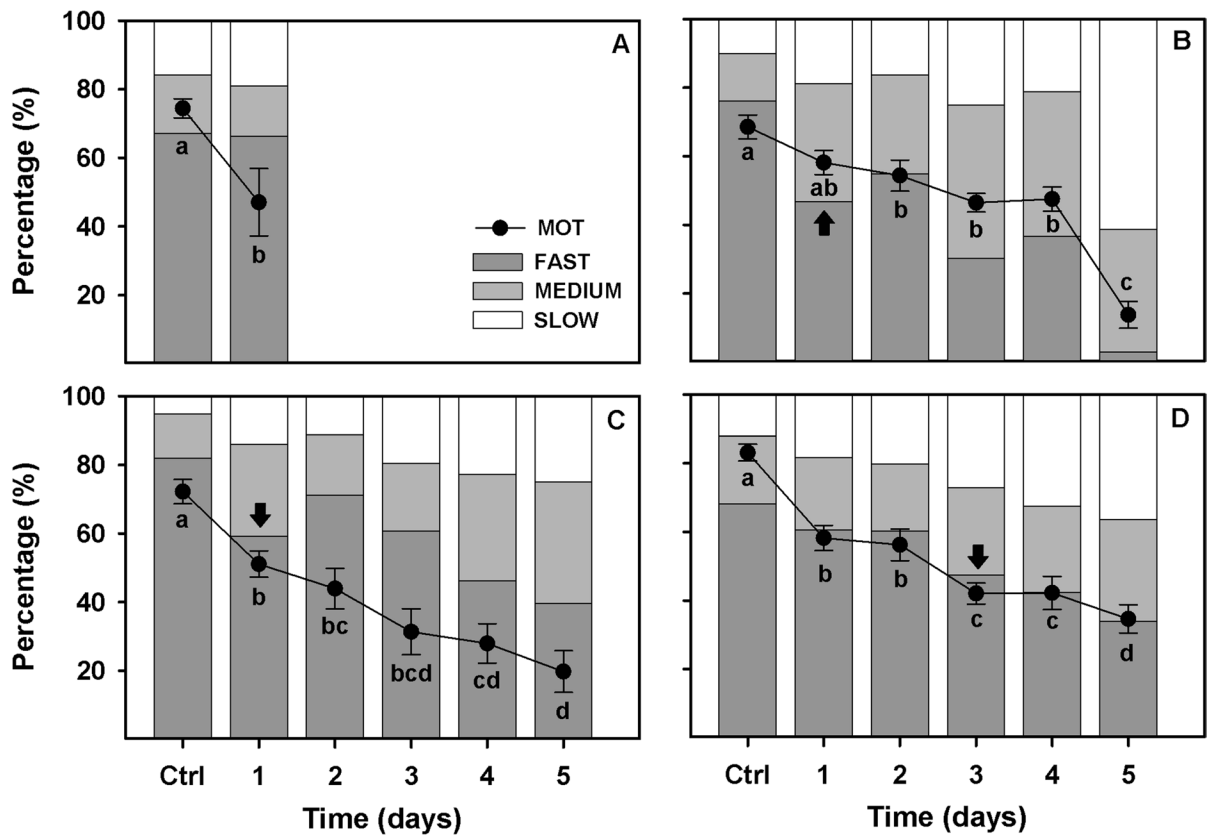 100
80
60
40
20
Percentage (%)
A
a
b
MOT
FAST
MEDIUM
SLOW
B
a
ab
b
b
b
c
100
80
60
40
20
Percentage (%)
C
a
b
bc
bcd
cd
d
Ctrl 1 2 3 4 5
Time (days)
D
a
b
b
c
c
d
Ctrl 1 2 3 4 5
Time (days)